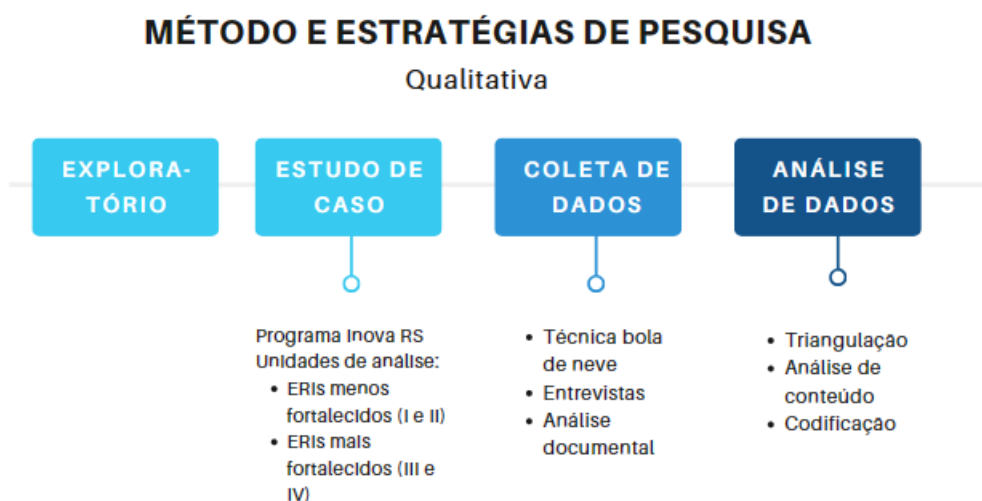 MÉTODO E ESTRATÉGIAS DE PESQUISA
Qualitativa
EXPLORA-
TÓRIO
ESTUDO DE
CASO
COLETA DE
DADOS
ANÁLISE
DE DADOS
Programa Inova RS
Unidades de análise:
• ERIs menos
fortalecidos (I e II)
• ERIs mais
fortalecidos (III e
IV)
• Técnica bola
de neve
• Entrevistas
• Análise
documental
• Triangulação
• Análise de
conteúdo
• Codificação